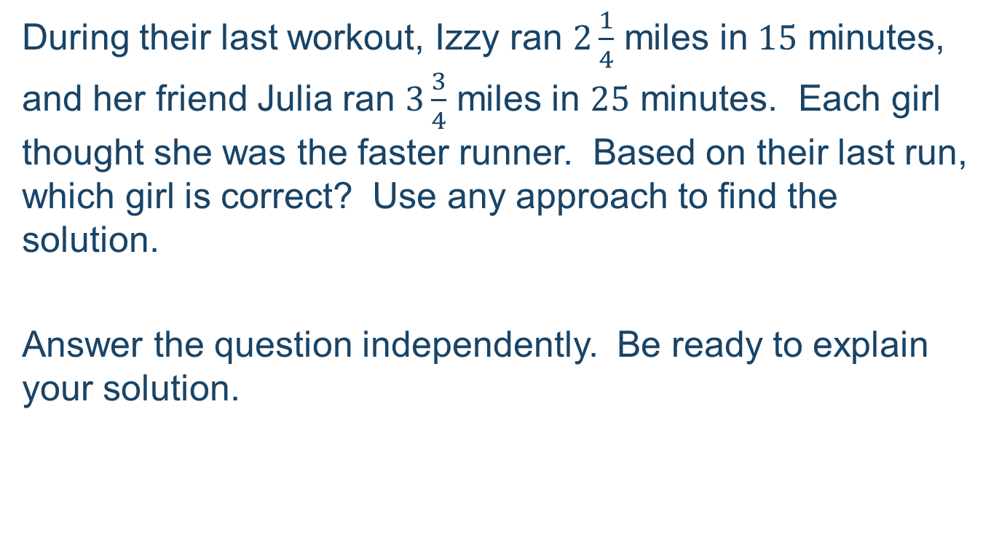 During their last workout, Izzy ran 2 1/4 miles in 15 minutes,
and her friend Julia ran 3 3/4 miles in 25 minutes.  Each girl
thought she was the faster runner.  Based on their last run,
which girl is correct?  Use any approach to find the
solution.
Answer the question independently.  Be ready to explain
your solution.